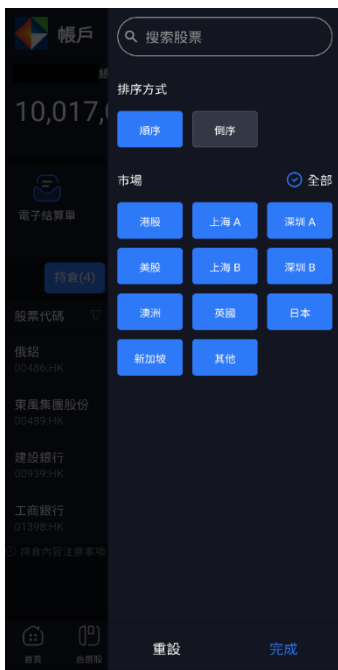 帳戶
搜索股票
總
10,017,0
排序方式
順序
倒序
市場
全部
電子結算單
港股
上海 A
深圳 A
美股
上海 B
深圳 B
持倉(4)
澳洲
英國
日本
股票代碼
新加坡
其他
俄鋁
00486:HK
東風集團股份
00489:HK
建設銀行
00939:HK
工商銀行
01398:HK
持倉內容注意事項
首頁
自選股
重設
完成